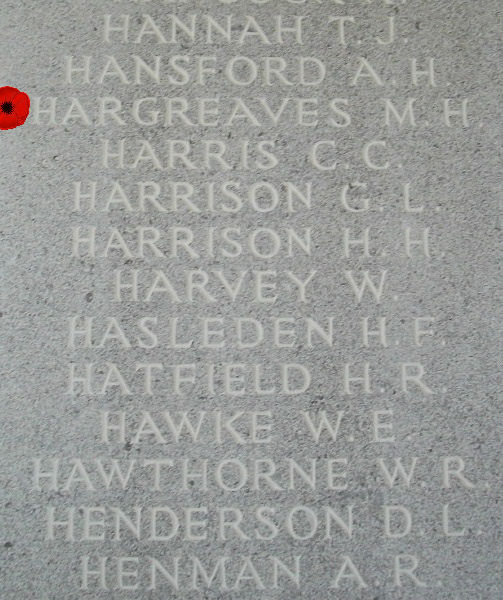 HANNAH T. J.
HANSFORD A. H
HARGREAVES M. H
HARRIS C. C.
HARRISON G. L.
HARRISON H. H.
HARVEY W.
HASLEDEN H. F.
HATFIELD H. R.
HAWKE W. E.
HAWTHORNE W. R.
HENDERSON D. L.
HENMAN A. R.